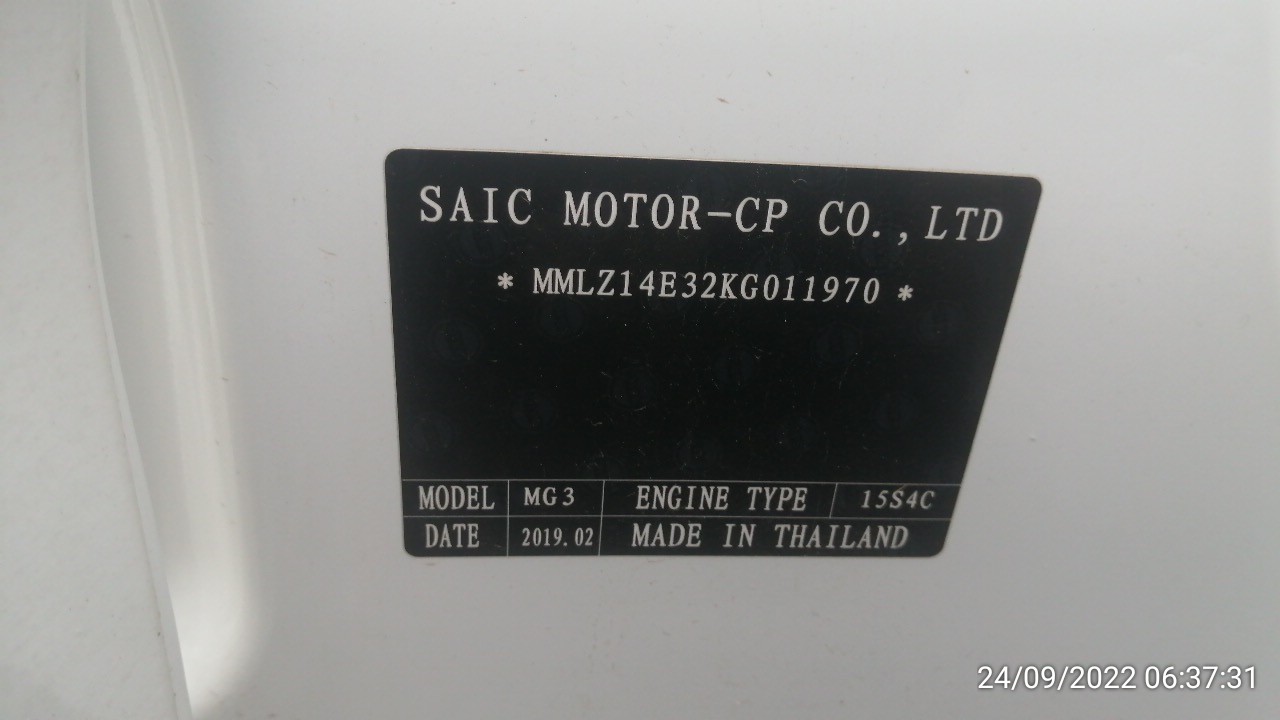 SAIC MOTOR-CP CO.,LTD
* MMLZ14E32KG011970 *
MODEL MG3 ENGINE TYPE 15S4C
DATE 2019.02 MADE IN THAILAND
24/09/2022 06:37:31